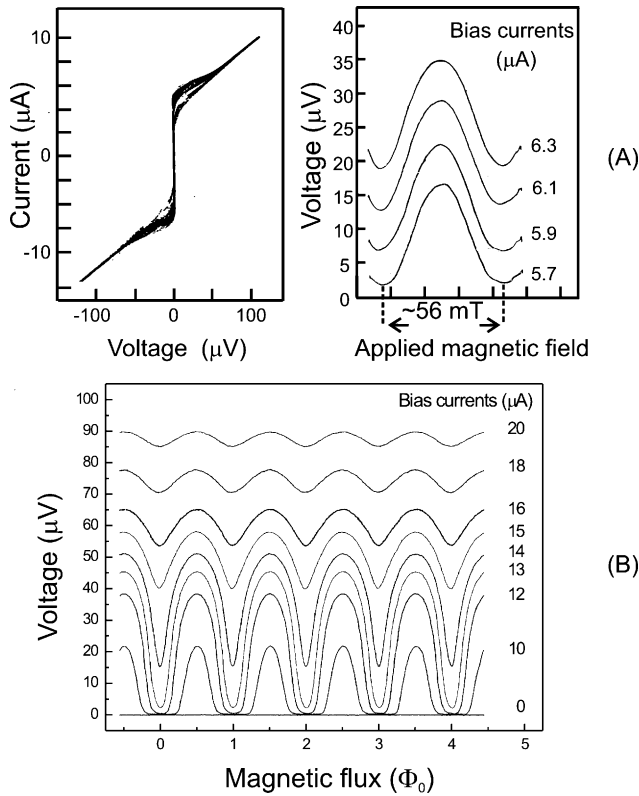 Current (μA)
10
0
-10
-100 0 100
Voltage (μV)
Voltage (μV)
40
35
30
25
20
15
10
5
0
Bias currents
(μA)
6.3
6.1
5.9
5.7
~56 mT
Applied magnetic field
(A)
Voltage (μV)
100
90
80
70
60
50
40
30
20
10
0
Bias currents (μA)
20
18
16
15
14
13
12
10
0
0 1 2 3 4 5
Magnetic flux (Φ₀)
(B)